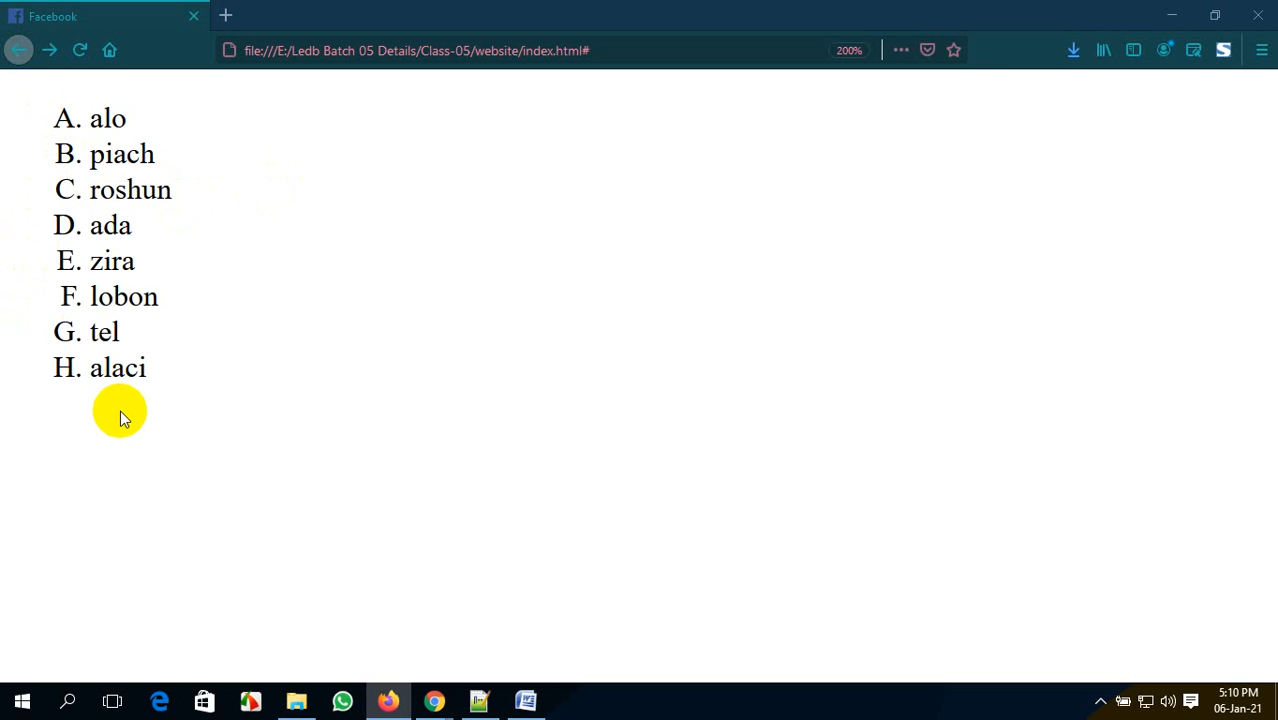 Facebook
file:///E:/Ledb Batch 05 Details/Class-05/website/index.html#
200%
A. alo
B. piach
C. roshun
D. ada
E. zira
F. lobon
G. tel
H. alaci
5:10 PM
06-Jan-21